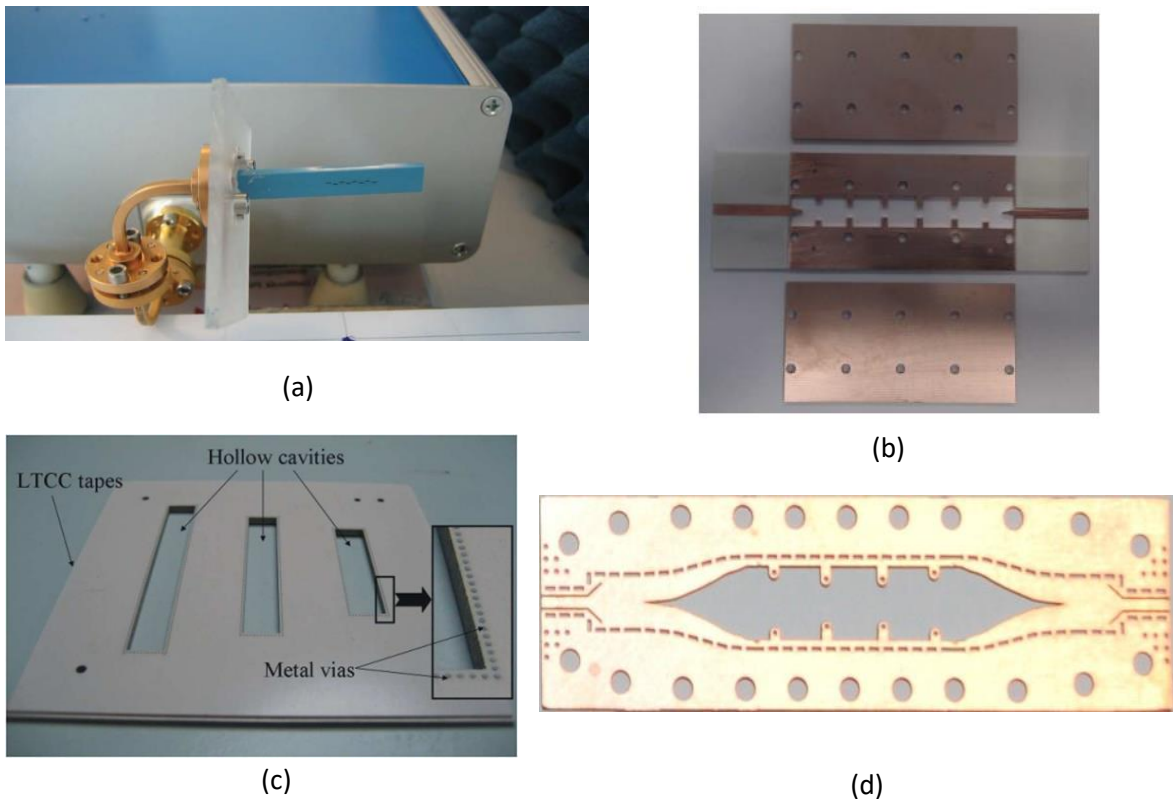 (a)
(b)
Hollow cavities
LTCC tapes
Metal vias
(c)
(d)